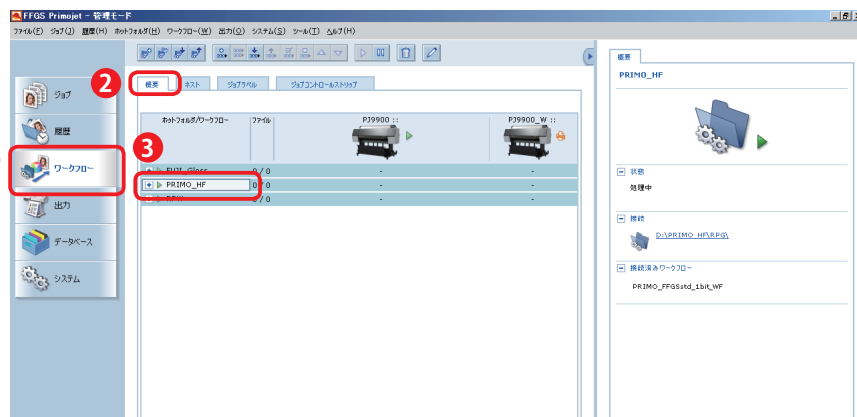 FFGS Primojet - 管理モード
ファイル(F) ジョブ(J) 履歴(H) ホットフォルダ(H) ワークフロー(W) 出力(O) システム(S) ツール(T) ヘルプ(H)
2
概要 ネスト ジョブラベル ジョブコントロールストリップ
ジョブ
履歴
ワークフロー
出力
データベース
システム
ホットフォルダ/ワークフロー ファイル PJ9900 :: PJ9900_W ::
3
FUJI_Gloss 0 / 0 - -
PRIMO_HF 0 / 0 - -
0 / 0 - -
概要
PRIMO_HF
状態
処理中
接続
D:\PRIMO_HF\RPG\
接続済みワークフロー
PRIMO_FFGSstd_1bit_WF